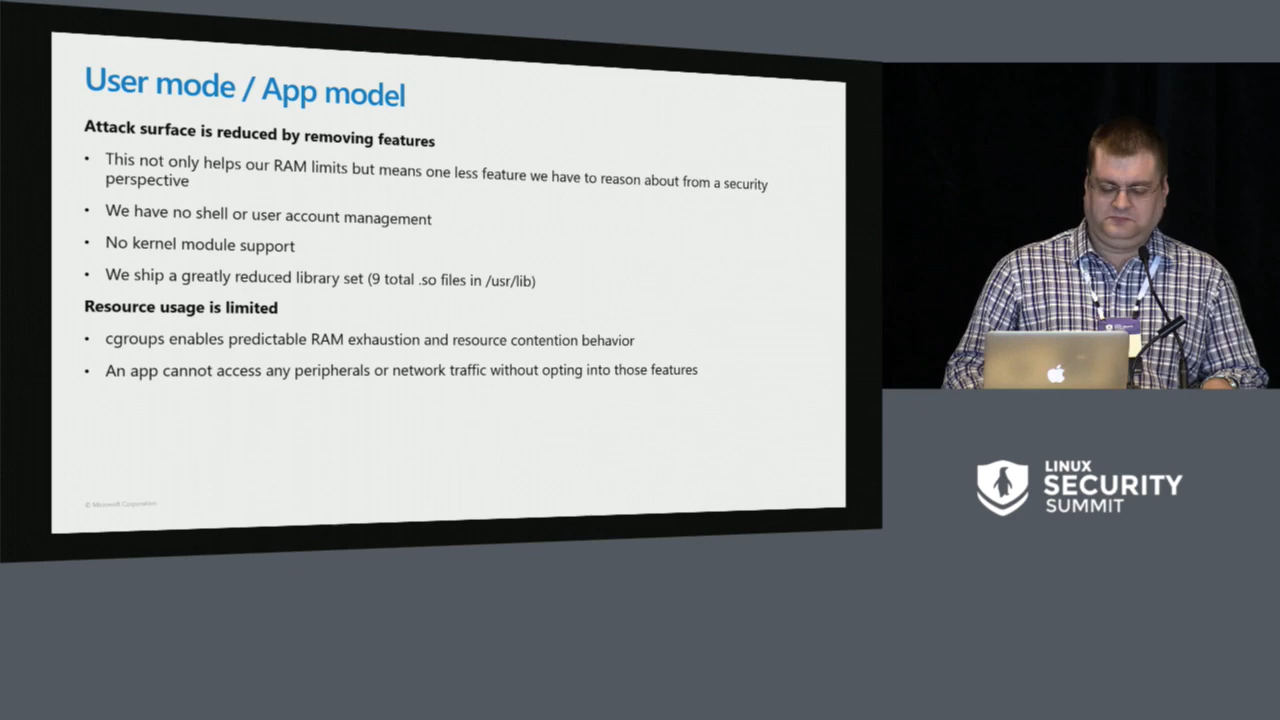 User mode / App model
Attack surface is reduced by removing features
• This not only helps our RAM limits but means one less feature we have to reason about from a security
perspective
• We have no shell or user account management
• No kernel module support
• We ship a greatly reduced library set (9 total .so files in /usr/lib)
Resource usage is limited
• cgroups enables predictable RAM exhaustion and resource contention behavior
• An app cannot access any peripherals or network traffic without opting into those features
© Microsoft Corporation
LINUX
SECURITY
SUMMIT